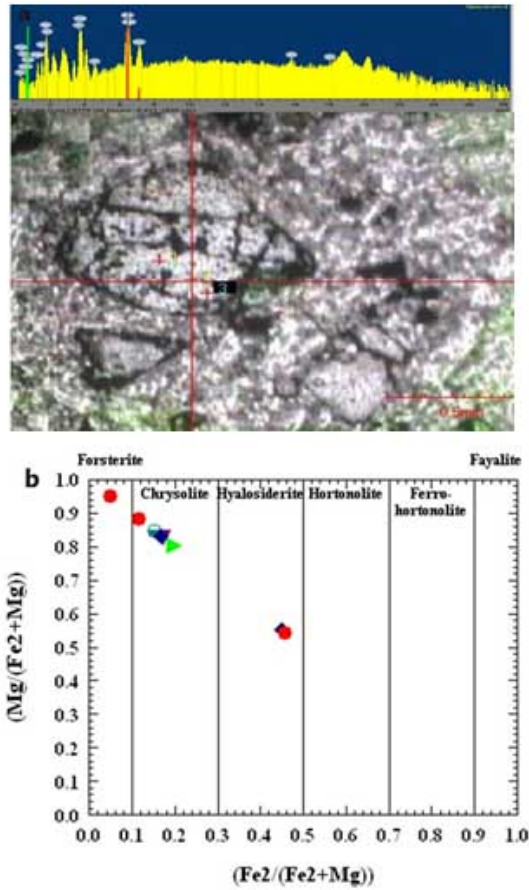 a
0.5mm
b
Forsterite
Fayalite
Chrysolite
Hyalosiderite
Hortonolite
Ferro-
hortonolite
1.0
0.9
0.8
0.7
0.6
0.5
0.4
0.3
0.2
0.1
0.0
(Mg/(Fe2+Mg))
0.0 0.1 0.2 0.3 0.4 0.5 0.6 0.7 0.8 0.9 1.0
(Fe2/(Fe2+Mg))